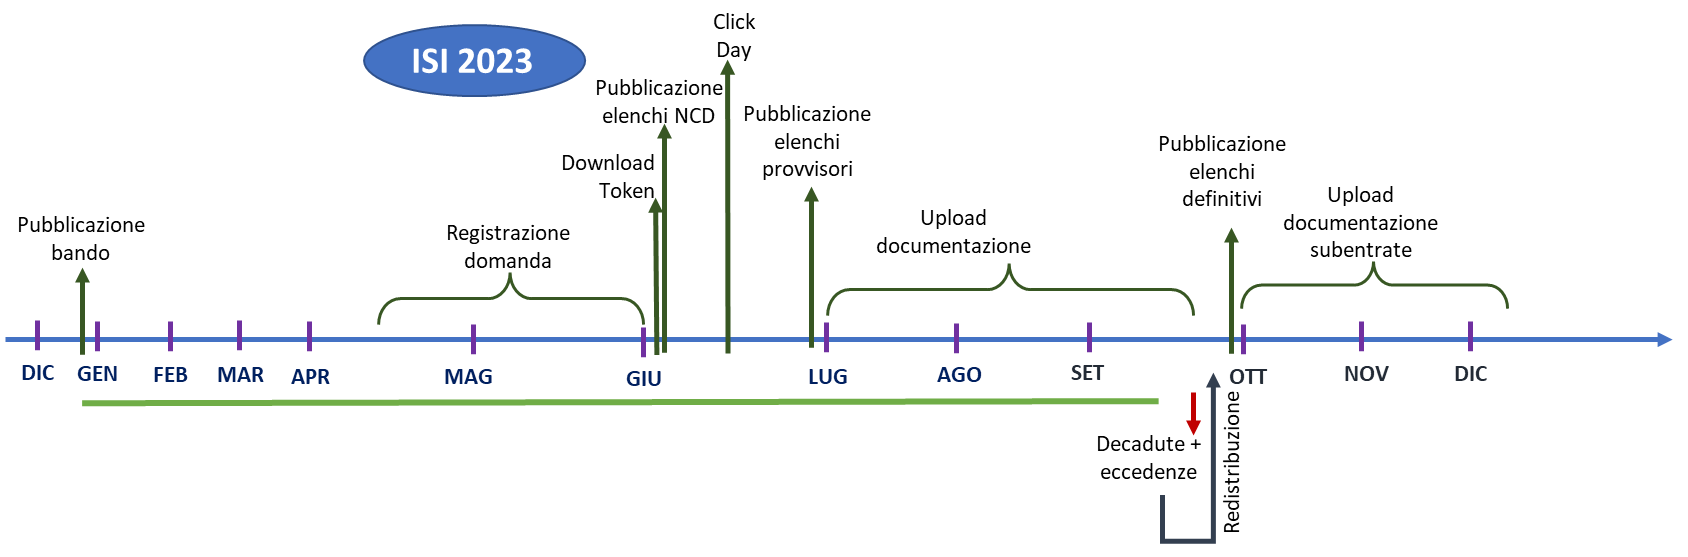 ISI 2023
Click
Day
Pubblicazione
elenchi NCD
Pubblicazione
elenchi
provvisori
Download
Token
Pubblicazione
elenchi
definitivi
Upload
documentazione
subentrate
Upload
documentazione
Pubblicazione
bando
Registrazione
domanda
DIC
GEN
FEB
MAR
APR
MAG
GIU
LUG
AGO
SET
OTT
NOV
DIC
Decadute +
eccedenze
Redistribuzione